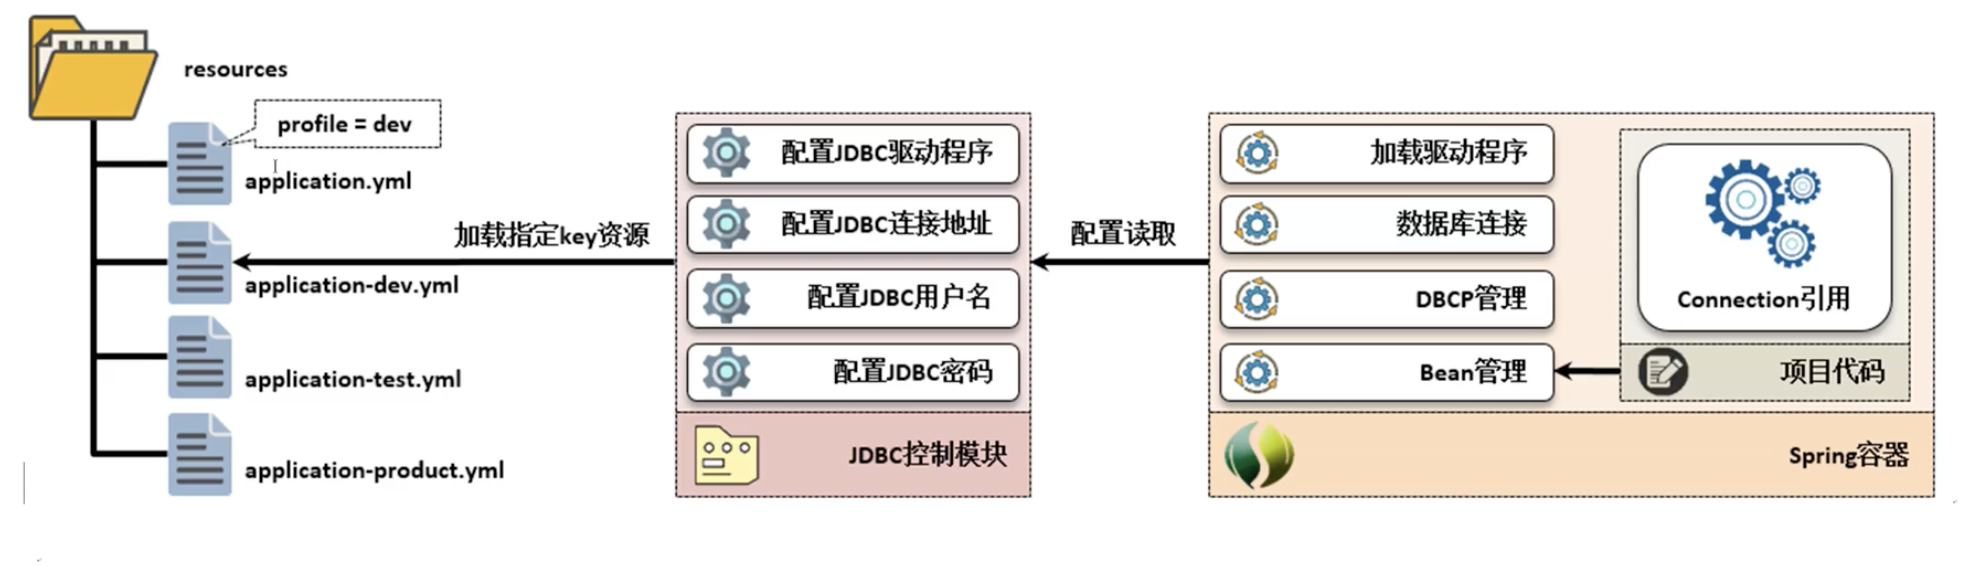 resources
profile = dev
application.yml
application-dev.yml
application-test.yml
application-product.yml
加载指定key资源
配置JDBC驱动程序
配置JDBC连接地址
配置JDBC用户名
配置JDBC密码
JDBC控制模块
配置读取
加载驱动程序
数据库连接
DBCP管理
Bean管理
Connection引用
项目代码
Spring容器